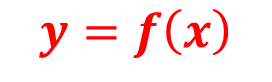 y = f(x)